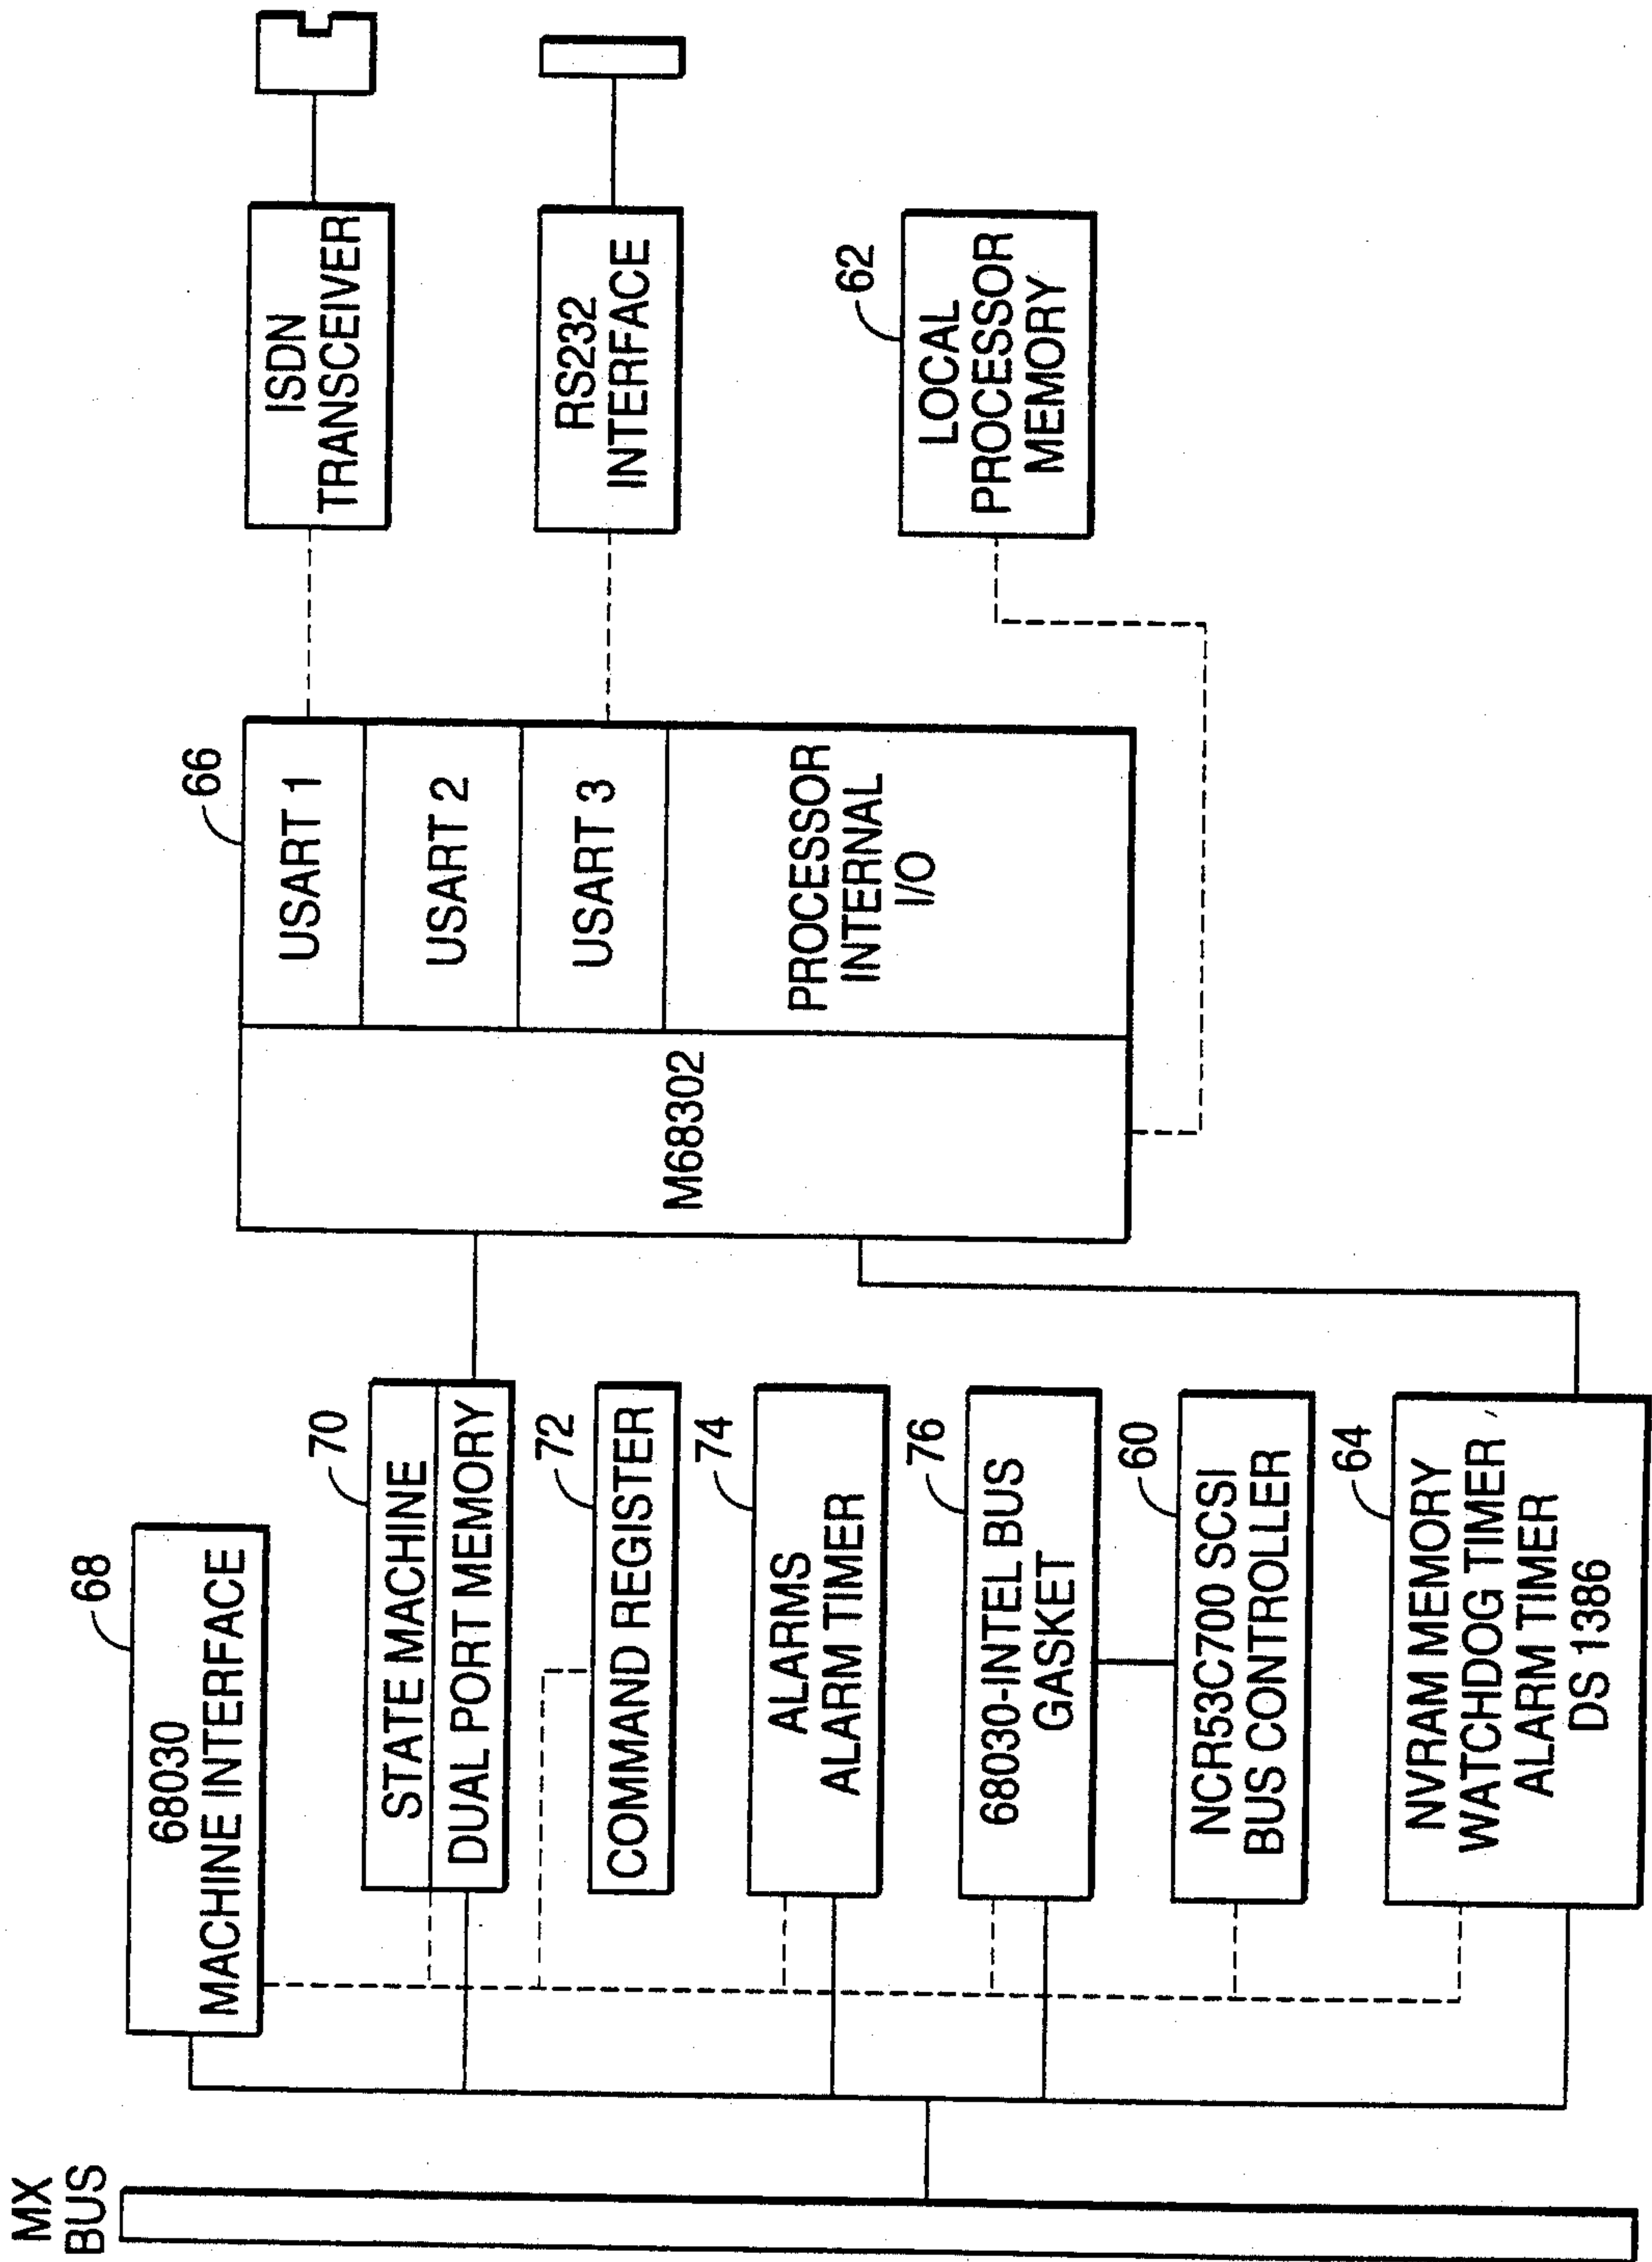 MX
BUS
68
68030
MACHINE INTERFACE
70
STATE MACHINE
DUAL PORT MEMORY
72
COMMAND REGISTER
74
ALARMS
ALARM TIMER
76
68030-INTEL BUS
GASKET
60
NCR53C700 SCSI
BUS CONTROLLER
64
NVRAM MEMORY
WATCHDOG TIMER
ALARM TIMER
DS 1386
66
M68302
USART 1
USART 2
USART 3
PROCESSOR
INTERNAL
I/O
ISDN
TRANSCEIVER
RS232
INTERFACE
62
LOCAL
PROCESSOR
MEMORY